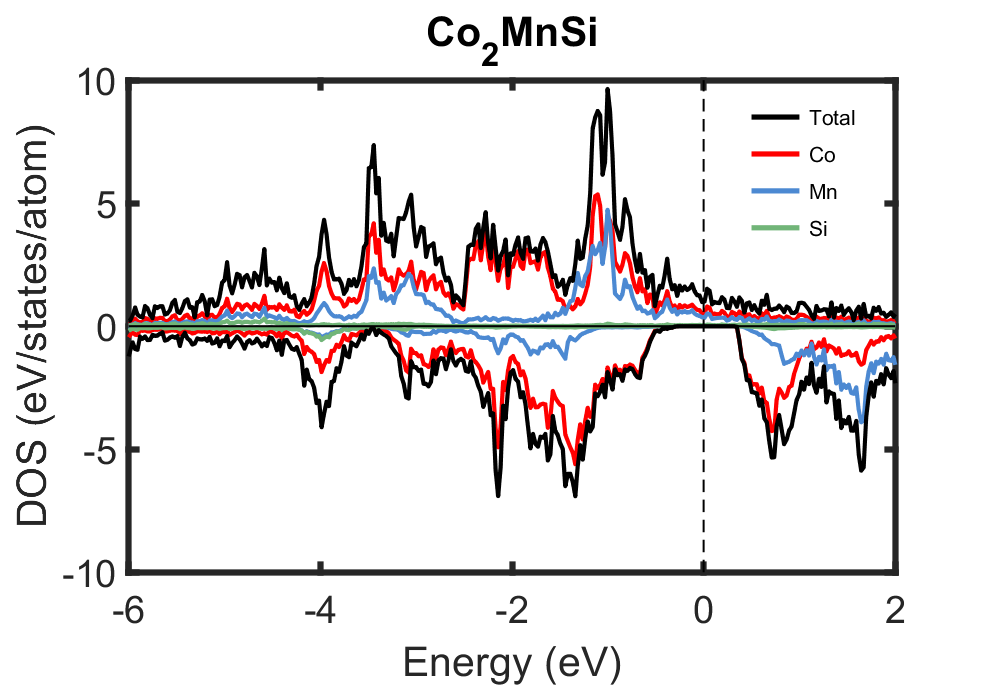 Co₂MnSi
DOS (eV/states/atom)
10
5
0
-5
-10
Total
Co
Mn
Si
-6 -4 -2 0 2
Energy (eV)